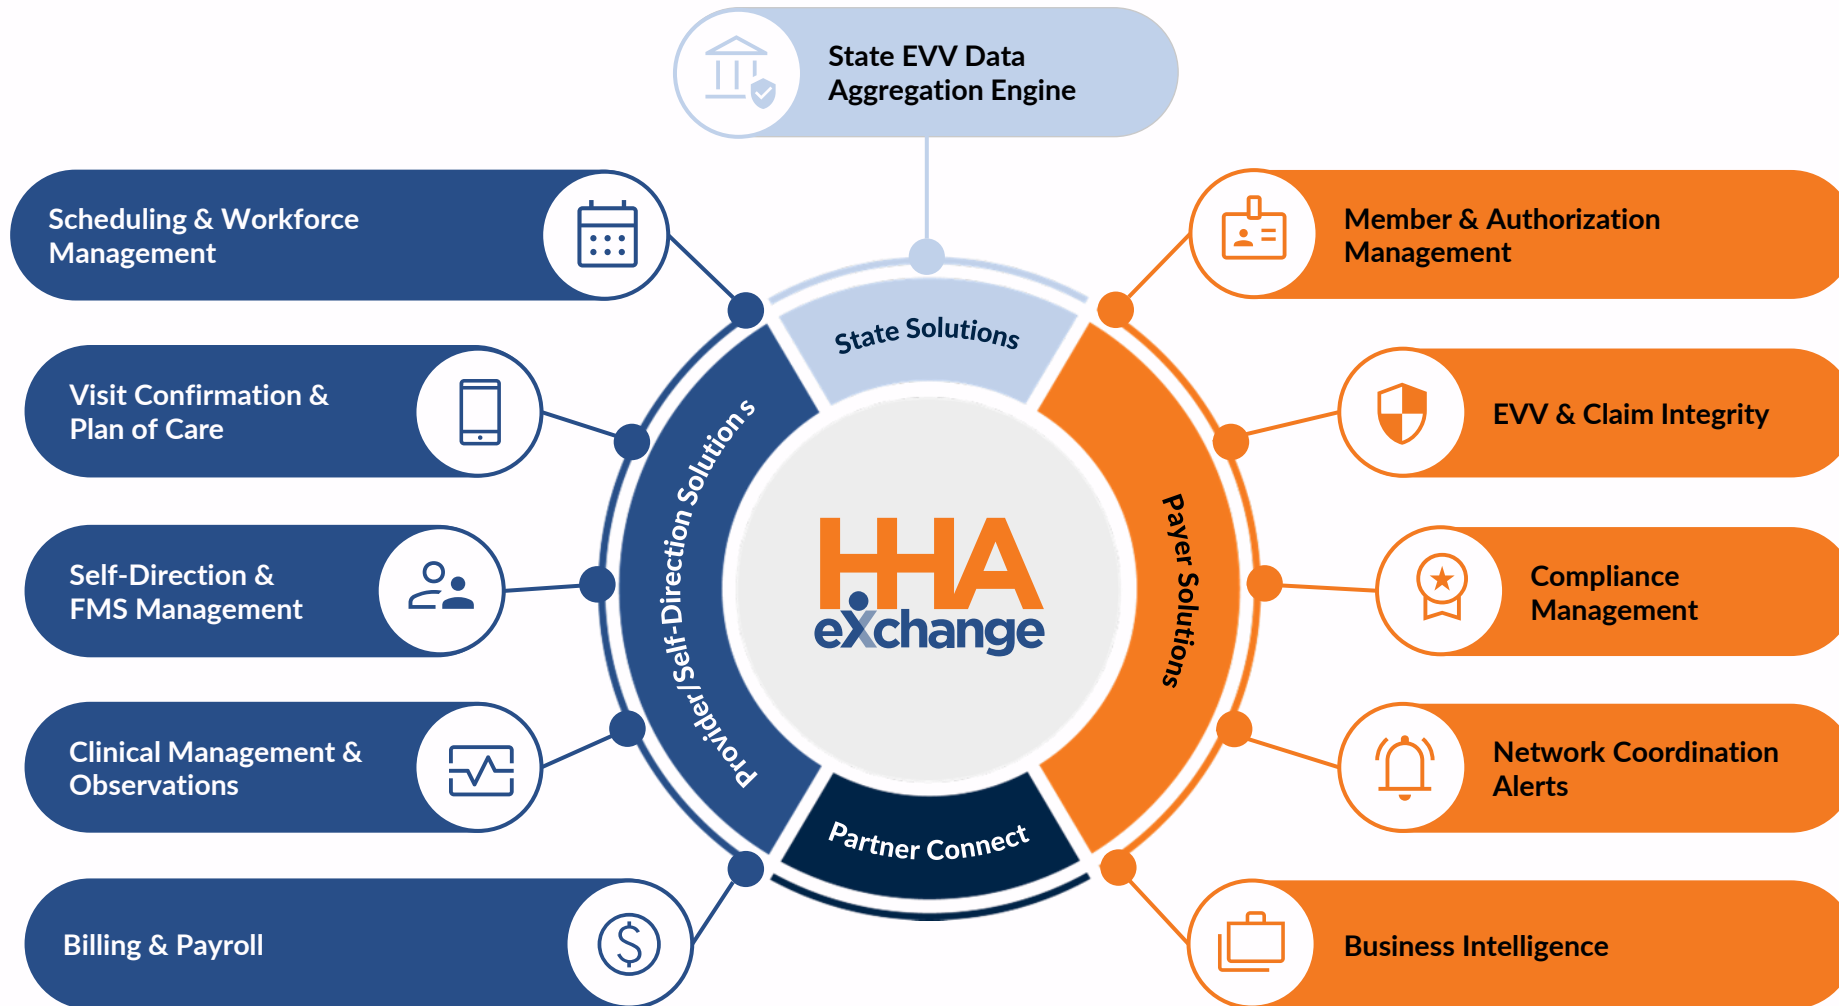 State EVV Data
Aggregation Engine
Scheduling & Workforce
Management
Visit Confirmation &
Plan of Care
Self-Direction &
FMS Management
Clinical Management &
Observations
Billing & Payroll
State Solutions
Provider/Self-Direction Solutions
HHA
eXchange
Payer Solutions
Partner Connect
Member & Authorization
Management
EVV & Claim Integrity
Compliance
Management
Network Coordination
Alerts
Business Intelligence